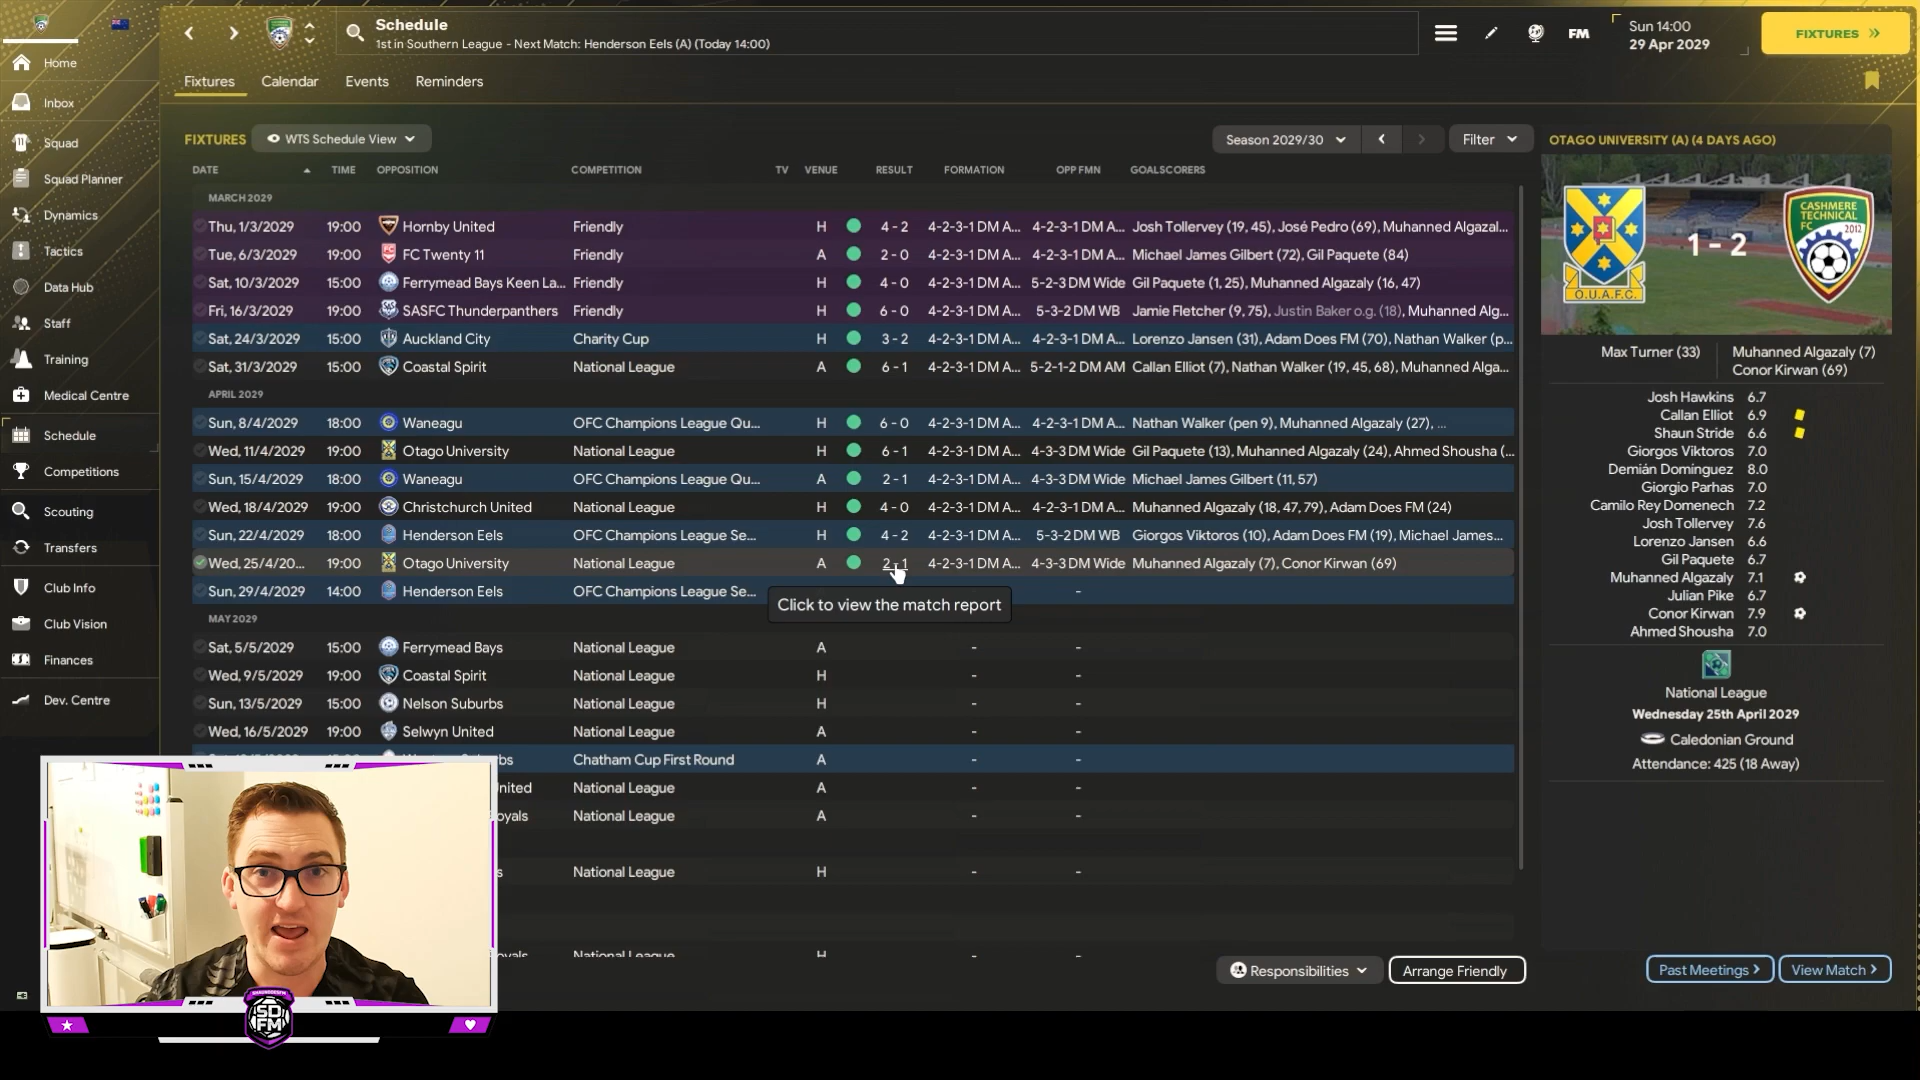 Schedule
1st in Southern League - Next Match: Henderson Eels (A) (Today 14:00)
FM
Sun 14:00
29 Apr 2029
FIXTURES
Home
Inbox
Squad
Squad Planner
Dynamics
Tactics
Data Hub
Staff
Training
Medical Centre
Schedule
Competitions
Scouting
Transfers
Club Info
Club Vision
Finances
Dev. Centre
Fixtures Calendar Events Reminders
FIXTURES WTS Schedule View Season 2029/30 Filter
DATE TIME OPPOSITION COMPETITION TV VENUE RESULT FORMATION OPP FMN GOALSCORERS
MARCH 2029
Thu, 1/3/2029 19:00 Hornby United Friendly H 4 - 2 4-2-3-1 DM A... 4-2-3-1 DM A... Josh Tollervey (19, 45), José Pedro (69), Muhanned Algazal...
Tue, 6/3/2029 19:00 FC Twenty 11 Friendly A 2 - 0 4-2-3-1 DM A... 4-2-3-1 DM A... Michael James Gilbert (72), Gil Paquete (84)
Sat, 10/3/2029 15:00 Ferrymead Bays Keen La... Friendly H 4 - 0 4-2-3-1 DM A... 5-2-3 DM Wide Gil Paquete (1, 25), Muhanned Algazaly (16, 47)
Fri, 16/3/2029 19:00 SASFC Thunderpanthers Friendly H 6 - 0 4-2-3-1 DM A... 5-3-2 DM WB Jamie Fletcher (9, 75), Justin Baker o.g. (18), Muhanned Alg...
Sat, 24/3/2029 15:00 Auckland City Charity Cup H 3 - 2 4-2-3-1 DM A... 4-2-3-1 DM A... Lorenzo Jansen (31), Adam Does FM (70), Nathan Walker (p...
Sat, 31/3/2029 15:00 Coastal Spirit National League A 6 - 1 4-2-3-1 DM A... 5-2-1-2 DM AM Callan Elliot (7), Nathan Walker (19, 45, 68), Muhanned Alga...
APRIL 2029
Sun, 8/4/2029 18:00 Waneagu OFC Champions League Qu... H 6 - 0 4-2-3-1 DM A... 4-2-3-1 DM A... Nathan Walker (pen 9), Muhanned Algazaly (27), ...
Wed, 11/4/2029 19:00 Otago University National League H 6 - 1 4-2-3-1 DM A... 4-3-3 DM Wide Gil Paquete (13), Muhanned Algazaly (24), Ahmed Shousha (...
Sun, 15/4/2029 18:00 Waneagu OFC Champions League Qu... A 2 - 1 4-2-3-1 DM A... 4-3-3 DM Wide Michael James Gilbert (11, 57)
Wed, 18/4/2029 19:00 Christchurch United National League H 4 - 0 4-2-3-1 DM A... 4-2-3-1 DM A... Muhanned Algazaly (18, 47, 79), Adam Does FM (24)
Sun, 22/4/2029 18:00 Henderson Eels OFC Champions League Se... H 4 - 2 4-2-3-1 DM A... 5-3-2 DM WB Giorgos Viktoros (10), Adam Does FM (19), Michael James...
Wed, 25/4/20... 19:00 Otago University National League A 2 - 1 4-2-3-1 DM A... 4-3-3 DM Wide Muhanned Algazaly (7), Conor Kirwan (69)
Sun, 29/4/2029 14:00 Henderson Eels OFC Champions League Se... -
Click to view the match report
MAY 2029
Sat, 5/5/2029 15:00 Ferrymead Bays National League A - -
Wed, 9/5/2029 19:00 Coastal Spirit National League H - -
Sun, 13/5/2029 15:00 Nelson Suburbs National League H - -
Wed, 16/5/2029 19:00 Selwyn United National League A - -
bs Chatham Cup First Round A - -
nited National League A - -
oyals National League A - -
s National League H - -
oyals National League H
Responsibilities Arrange Friendly
OTAGO UNIVERSITY (A) (4 DAYS AGO)
O.U.A.F.C.
1 - 2
CASHMERE
TECHNICAL
FC 2012
Max Turner (33) Muhanned Algazaly (7)
Conor Kirwan (69)
Josh Hawkins 6.7
Callan Elliot 6.9
Shaun Stride 6.6
Giorgos Viktoros 7.0
Demián Domínguez 8.0
Giorgio Parhas 7.0
Camilo Rey Domenech 7.2
Josh Tollervey 7.6
Lorenzo Jansen 6.6
Gil Paquete 6.7
Muhanned Algazaly 7.1
Julian Pike 6.7
Conor Kirwan 7.9
Ahmed Shousha 7.0
National League
Wednesday 25th April 2029
Caledonian Ground
Attendance: 425 (18 Away)
Past Meetings View Match
SD
FM